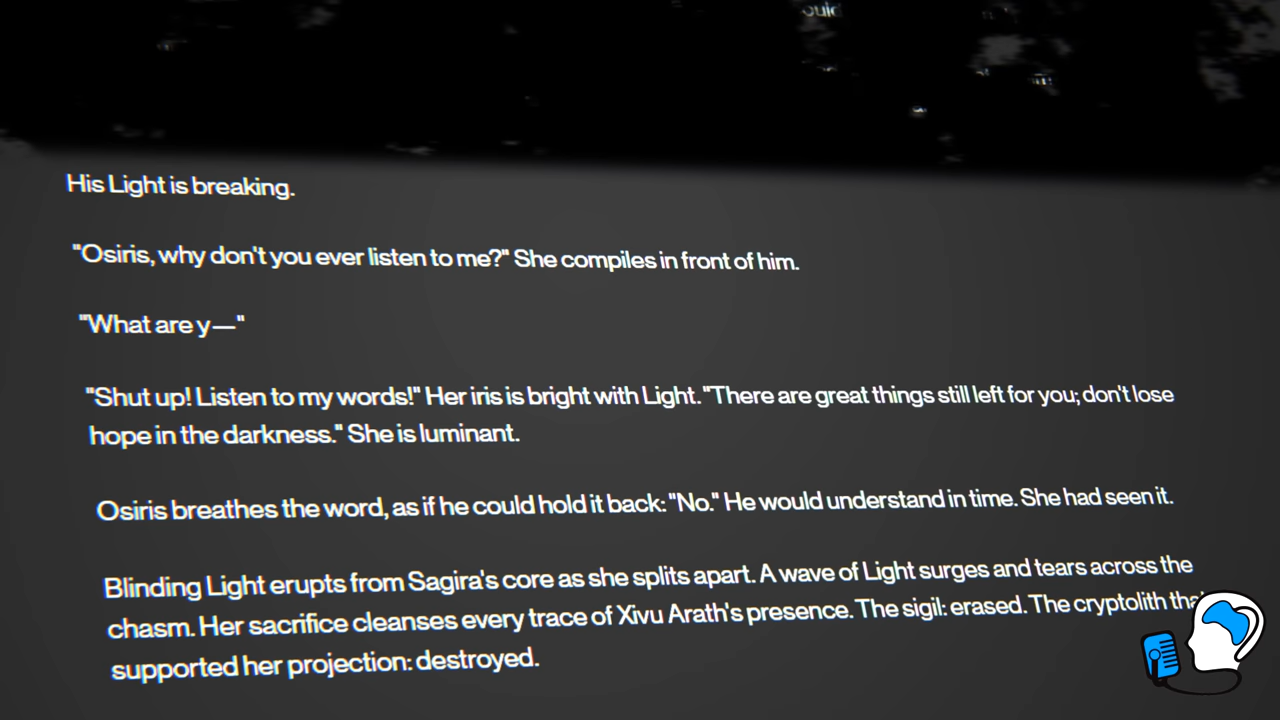 His Light is breaking.
"Osiris, why don't you ever listen to me?" She compiles in front of him.
"What are y—"
"Shut up! Listen to my words!" Her iris is bright with Light. "There are great things still left for you; don't lose
hope in the darkness." She is luminant.
Osiris breathes the word, as if he could hold it back: "No." He would understand in time. She had seen it.
Blinding Light erupts from Sagira's core as she splits apart. A wave of Light surges and tears across the
chasm. Her sacrifice cleanses every trace of Xivu Arath's presence. The sigil: erased. The cryptolith that
supported her projection: destroyed.